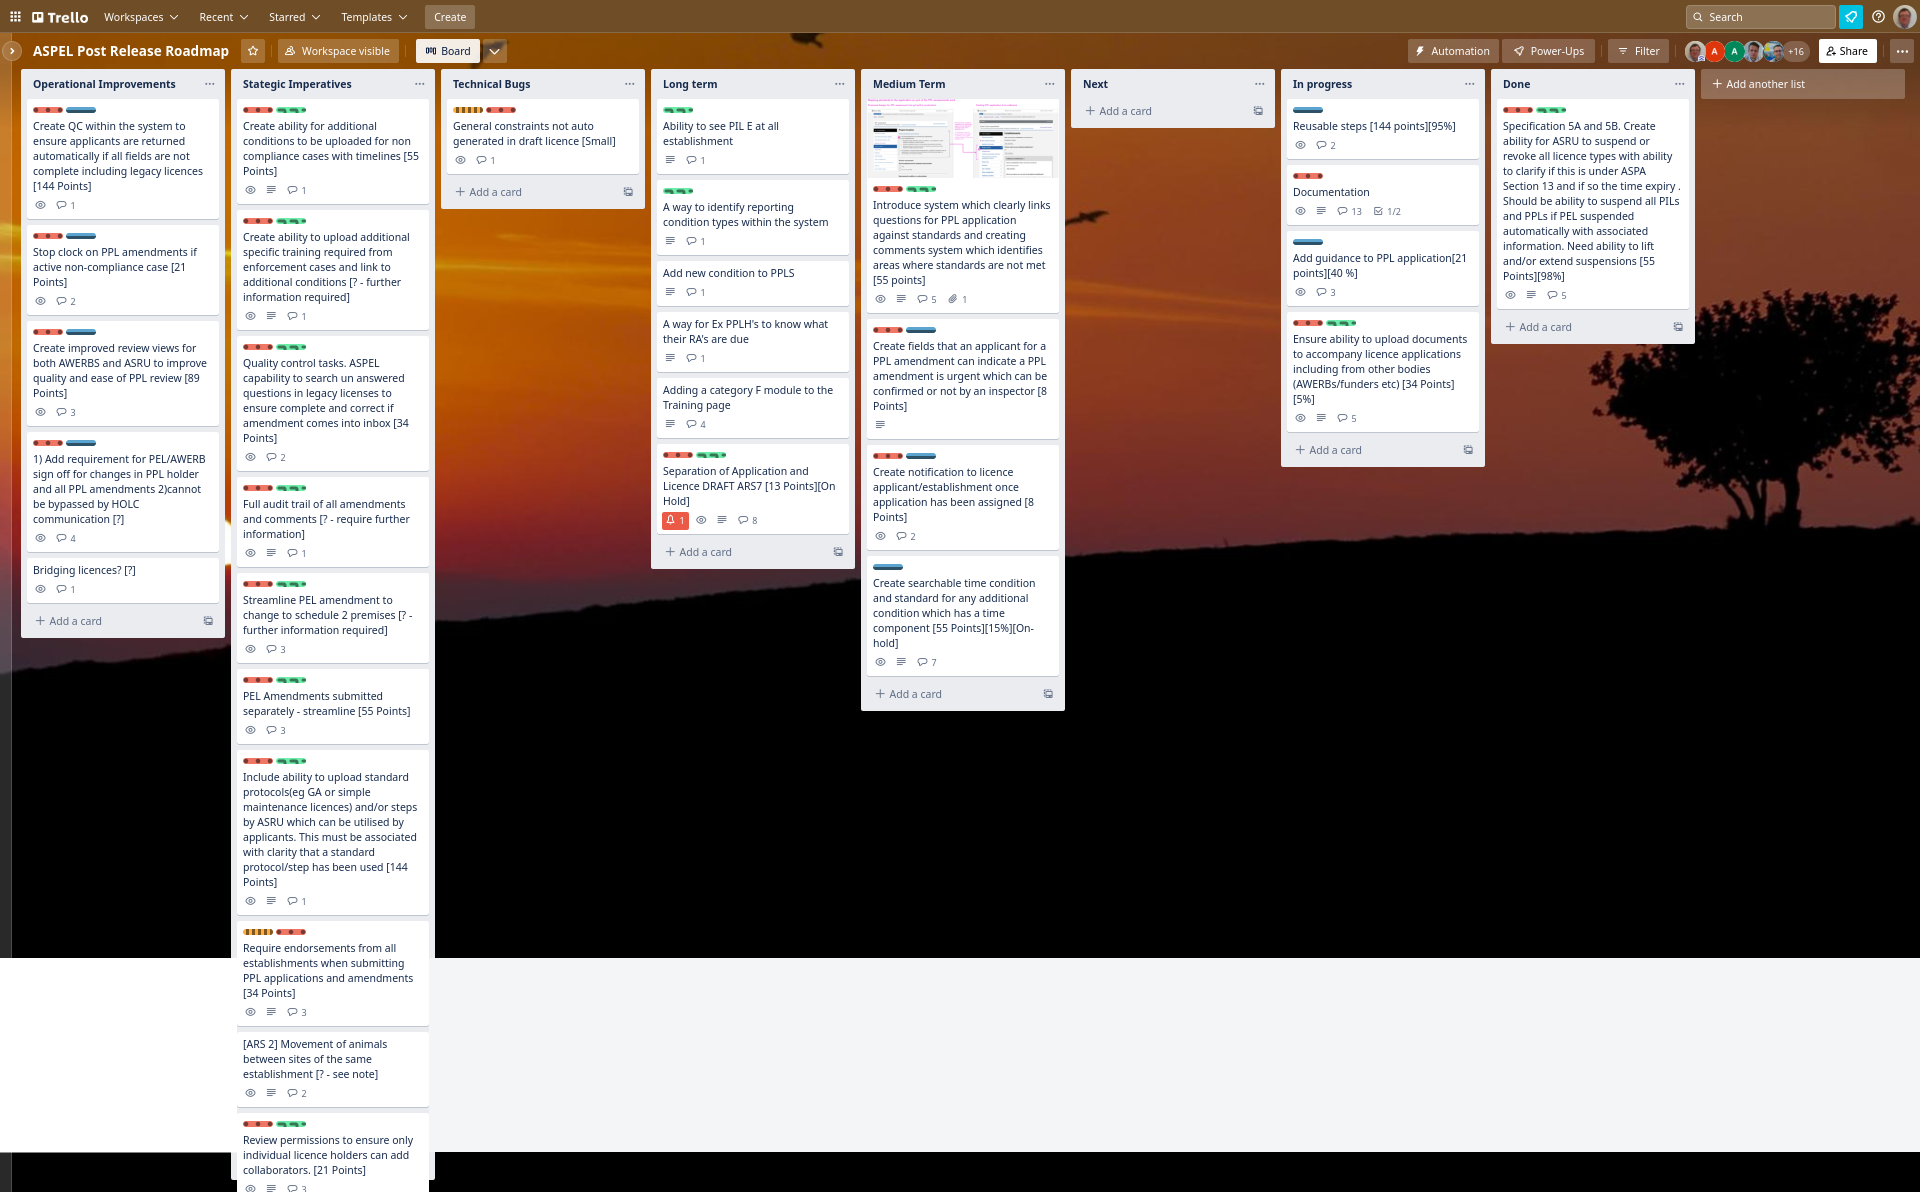 Trello
Workspaces
Recent
Starred
Templates
Create
Search
ASPEL Post Release Roadmap
Workspace visible
Board
Automation
Power-Ups
Filter
A
A
+16
Share
Operational Improvements
Create QC within the system to
ensure applicants are returned
automatically if all fields are not
complete including legacy licences
[144 Points]
1
Stop clock on PPL amendments if
active non-compliance case [21
Points]
2
Create improved review views for
both AWERBS and ASRU to improve
quality and ease of PPL review [89
Points]
3
1) Add requirement for PEL/AWERB
sign off for changes in PPL holder
and all PPL amendments 2)cannot
be bypassed by HOLC
communication [?]
4
Bridging licences? [?]
1
Add a card
Stategic Imperatives
Create ability for additional
conditions to be uploaded for non
compliance cases with timelines [55
Points]
1
Create ability to upload additional
specific training required from
enforcement cases and link to
additional conditions [? - further
information required]
1
Quality control tasks. ASPEL
capability to search un answered
questions in legacy licenses to
ensure complete and correct if
amendment comes into inbox [34
Points]
2
Full audit trail of all amendments
and comments [? - require further
information]
1
Streamline PEL amendment to
change to schedule 2 premises [? -
further information required]
3
PEL Amendments submitted
separately - streamline [55 Points]
3
Include ability to upload standard
protocols(eg GA or simple
maintenance licences) and/or steps
by ASRU which can be utilised by
applicants. This must be associated
with clarity that a standard
protocol/step has been used [144
Points]
1
Require endorsements from all
establishments when submitting
PPL applications and amendments
[34 Points]
3
[ARS 2] Movement of animals
between sites of the same
establishment [? - see note]
2
Review permissions to ensure only
individual licence holders can add
collaborators. [21 Points]
3
Technical Bugs
General constraints not auto
generated in draft licence [Small]
1
Add a card
Long term
Ability to see PIL E at all
establishment
1
A way to identify reporting
condition types within the system
1
Add new condition to PPLS
1
A way for Ex PPLH's to know what
their RA's are due
1
Adding a category F module to the
Training page
4
Separation of Application and
Licence DRAFT ARS7 [13 Points][On
Hold]
1
8
Add a card
Medium Term
Introduce system which clearly links
questions for PPL application
against standards and creating
comments system which identifies
areas where standards are not met
[55 points]
5
1
Create fields that an applicant for a
PPL amendment can indicate a PPL
amendment is urgent which can be
confirmed or not by an inspector [8
Points]
Create notification to licence
applicant/establishment once
application has been assigned [8
Points]
2
Create searchable time condition
and standard for any additional
condition which has a time
component [55 Points][15%][On-
hold]
7
Add a card
Next
Add a card
In progress
Reusable steps [144 points][95%]
2
Documentation
13
1/2
Add guidance to PPL application[21
points][40 %]
3
Ensure ability to upload documents
to accompany licence applications
including from other bodies
(AWERBs/funders etc) [34 Points]
[5%]
5
Add a card
Done
Specification 5A and 5B. Create
ability for ASRU to suspend or
revoke all licence types with ability
to clarify if this is under ASPA
Section 13 and if so the time expiry .
Should be ability to suspend all PILs
and PPLs if PEL suspended
automatically with associated
information. Need ability to lift
and/or extend suspensions [55
Points][98%]
5
Add a card
Add another list